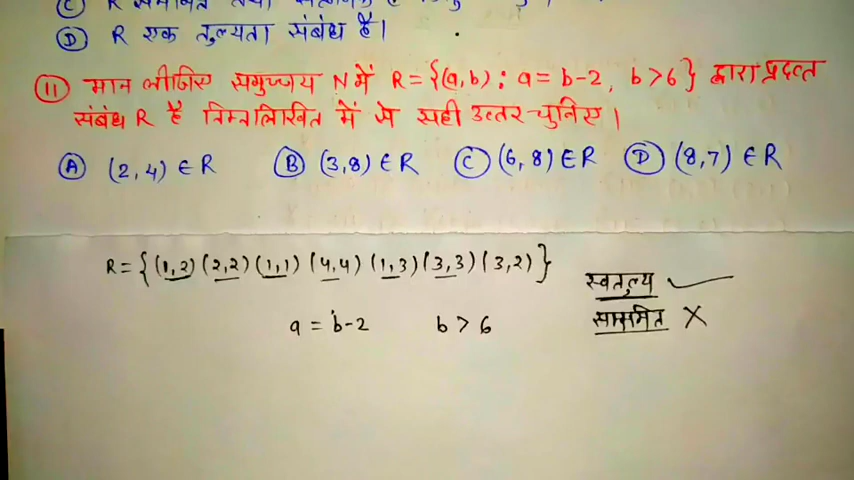 Ⓓ R एक तुल्यता संबंध है।
⑪ मान लीजिए समुच्चय N में R = {(a,b) : a = b-2, b > 6} द्वारा प्रदत्त
संबंध R है निम्नलिखित में से सही उत्तर चुनिए।
Ⓐ (2,4) ∈ R Ⓑ (3,8) ∈ R Ⓒ (6,8) ∈ R Ⓓ (8,7) ∈ R
R = {(1,2) (2,2) (1,1) (4,4) (1,3) (3,3) (3,2)}
स्वतुल्य ✓
a = b-2 b > 6
सममित ×